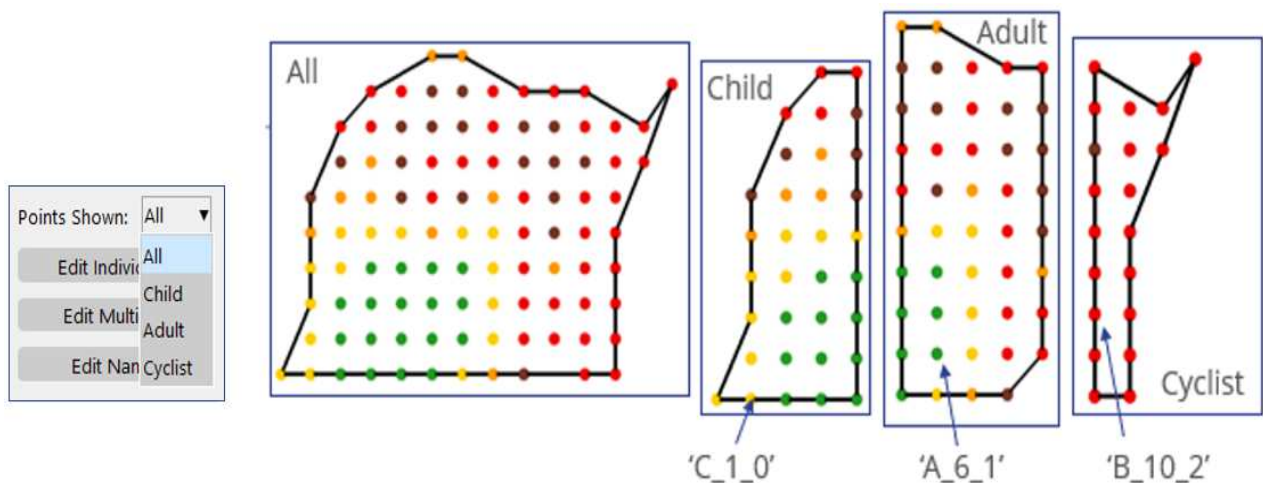 Points Shown: All
Edit Indivi
Edit Multi
Edit Nan
All
Child
Adult
Cyclist
All
Child
Adult
Cyclist
'C_1_0'
'A_6_1'
'B_10_2'